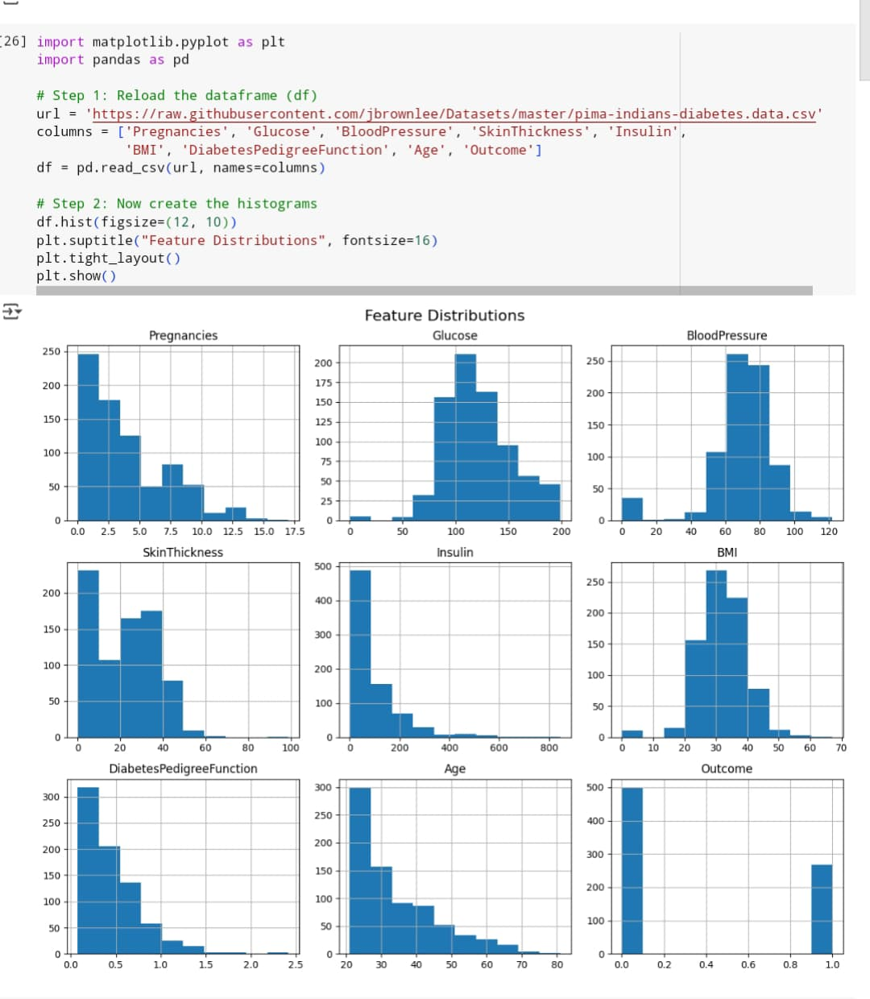 [26] import matplotlib.pyplot as plt
import pandas as pd
# Step 1: Reload the dataframe (df)
url = 'https://raw.githubusercontent.com/jbrownlee/Datasets/master/pima-indians-diabetes.data.csv'
columns = ['Pregnancies', 'Glucose', 'BloodPressure', 'SkinThickness', 'Insulin',
'BMI', 'DiabetesPedigreeFunction', 'Age', 'Outcome']
df = pd.read_csv(url, names=columns)
# Step 2: Now create the histograms
df.hist(figsize=(12, 10))
plt.suptitle("Feature Distributions", fontsize=16)
plt.tight_layout()
plt.show()
Feature Distributions
Pregnancies
250
200
150
100
50
0
0.0 2.5 5.0 7.5 10.0 12.5 15.0 17.5
Glucose
200
175
150
125
100
75
50
25
0
0 50 100 150 200
BloodPressure
250
200
150
100
50
0
0 20 40 60 80 100 120
SkinThickness
200
150
100
50
0
0 20 40 60 80 100
Insulin
500
400
300
200
100
0
0 200 400 600 800
BMI
250
200
150
100
50
0
0 10 20 30 40 50 60 70
DiabetesPedigreeFunction
300
250
200
150
100
50
0
0.0 0.5 1.0 1.5 2.0 2.5
Age
300
250
200
150
100
50
0
20 30 40 50 60 70 80
Outcome
500
400
300
200
100
0
0.0 0.2 0.4 0.6 0.8 1.0